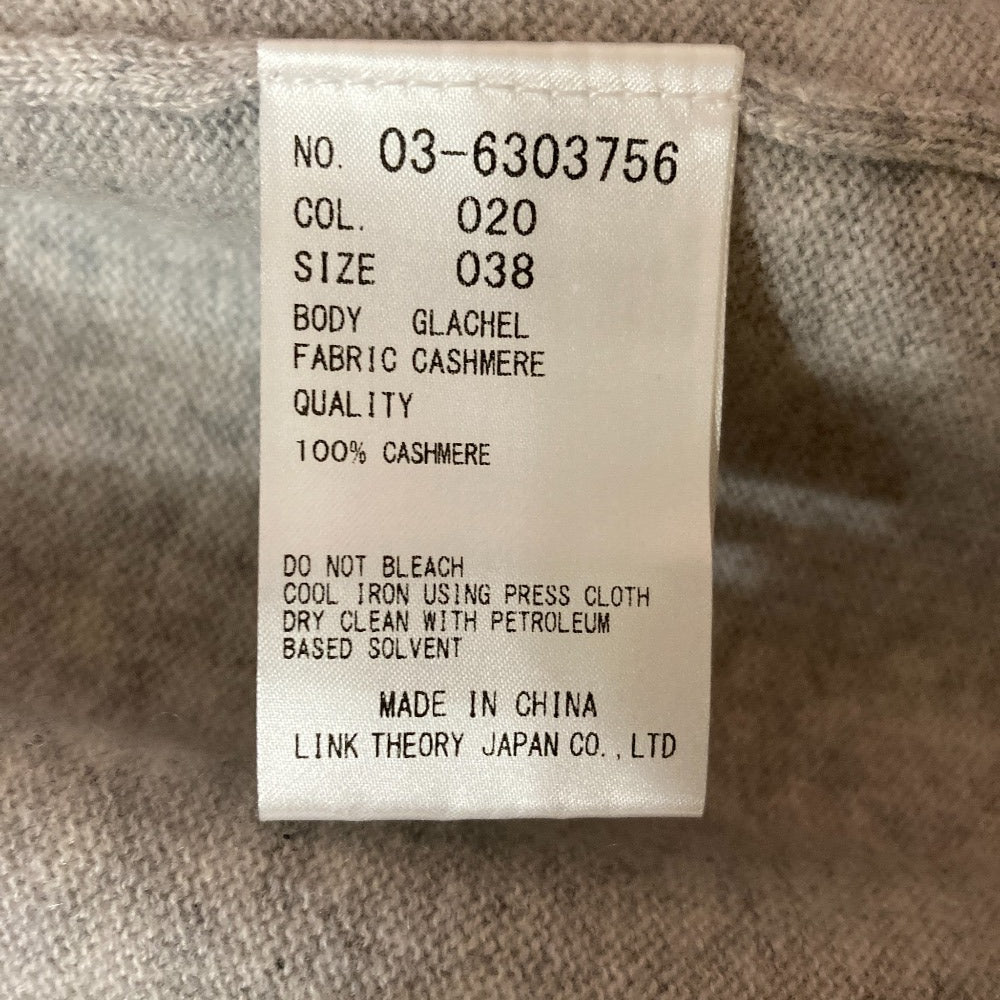 NO. 03-6303756
COL. 020
SIZE 038
BODY GLACHEL
FABRIC CASHMERE
QUALITY
100% CASHMERE
DO NOT BLEACH
COOL IRON USING PRESS CLOTH
DRY CLEAN WITH PETROLEUM
BASED SOLVENT
MADE IN CHINA
LINK THEORY JAPAN CO.,LTD